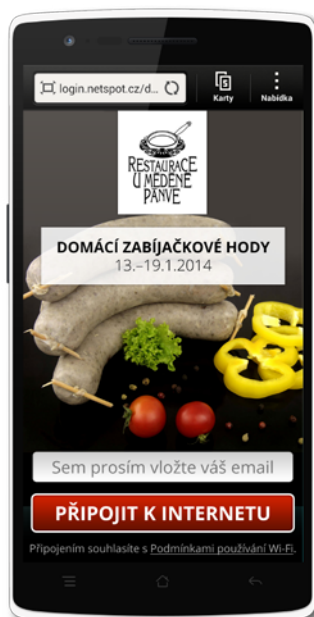 login.netspot.cz/d...
Karty
Nabídka
RESTAURACE
U MĚDĚNÉ
PÁNVE
DOMÁCÍ ZABÍJAČKOVÉ HODY
13.–19.1.2014
Sem prosím vložte váš email
PŘIPOJIT K INTERNETU
Připojením souhlasíte s Podmínkami používání Wi-Fi.